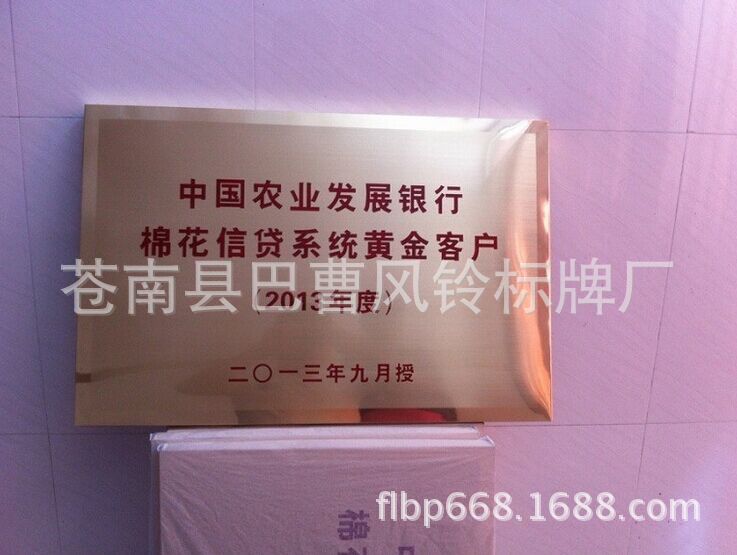 中国农业发展银行
棉花信贷系统黄金客户
苍南县巴曹风铃标牌厂
（2013年度）
二〇一三年九月授
flbp668.1688.com